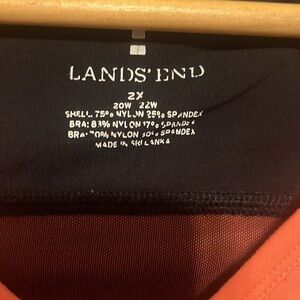 LANDS' END
2X
20W 22W
SHELL: 75% NYLON 25% SPANDEX
BRA: 83% NYLON 17% SPANDEX
BRA: 70% NYLON 30% SPANDEX
MADE IN SRI LANKA